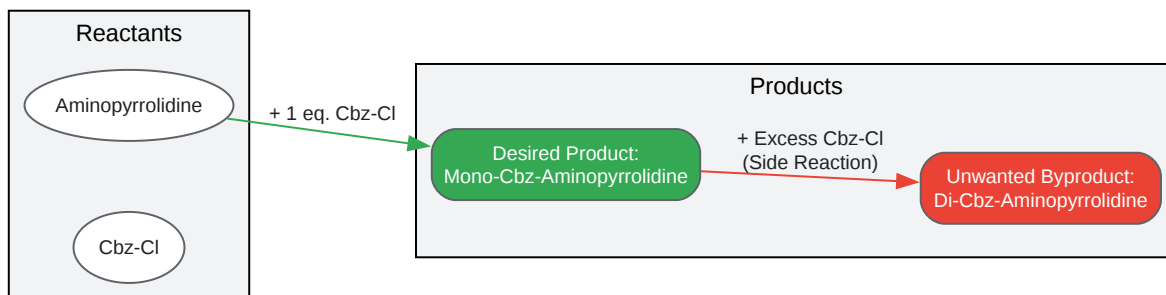 Reactants
Aminopyrrolidine
Cbz-Cl
+ 1 eq. Cbz-Cl
Products
Desired Product:
Mono-Cbz-Aminopyrrolidine
+ Excess Cbz-Cl
(Side Reaction)
Unwanted Byproduct:
Di-Cbz-Aminopyrrolidine